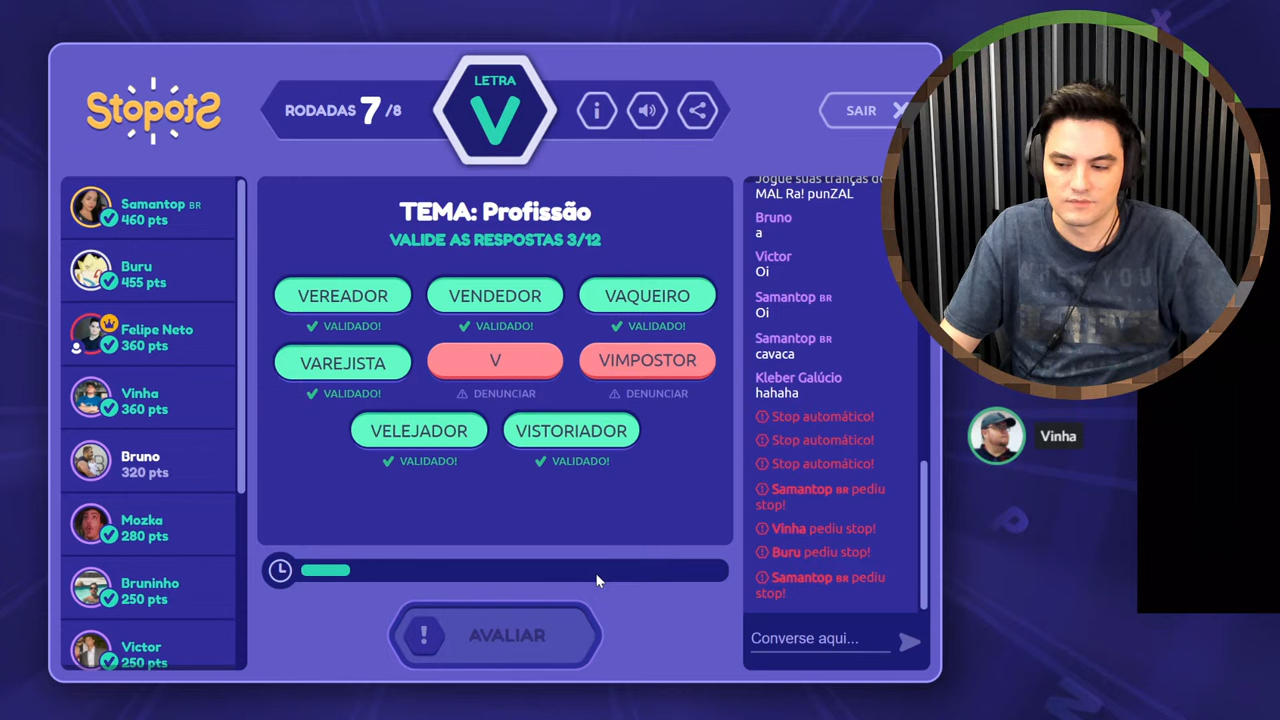 StopotS
RODADAS 7/8
LETRA
V
SAIR
Samantop BR
460 pts
Buru
455 pts
Felipe Neto
360 pts
Vinha
360 pts
Bruno
320 pts
Mozka
280 pts
Bruninho
250 pts
Victor
250 pts
TEMA: Profissão
VALIDE AS RESPOSTAS 3/12
VEREADOR
VENDEDOR
VAQUEIRO
VALIDADO!
VALIDADO!
VALIDADO!
VAREJISTA
V
VIMPOSTOR
VALIDADO!
DENUNCIAR
DENUNCIAR
VELEJADOR
VISTORIADOR
VALIDADO!
VALIDADO!
AVALIAR
Jogue suas tranças do
MAL Ra! punZAL
Bruno
a
Victor
Oi
Samantop BR
Oi
Samantop BR
cavaca
Kleber Galúcio
hahaha
Stop automático!
Stop automático!
Stop automático!
Samantop BR pediu
stop!
Vinha pediu stop!
Buru pediu stop!
Samantop BR pediu
stop!
Converse aqui...
Vinha